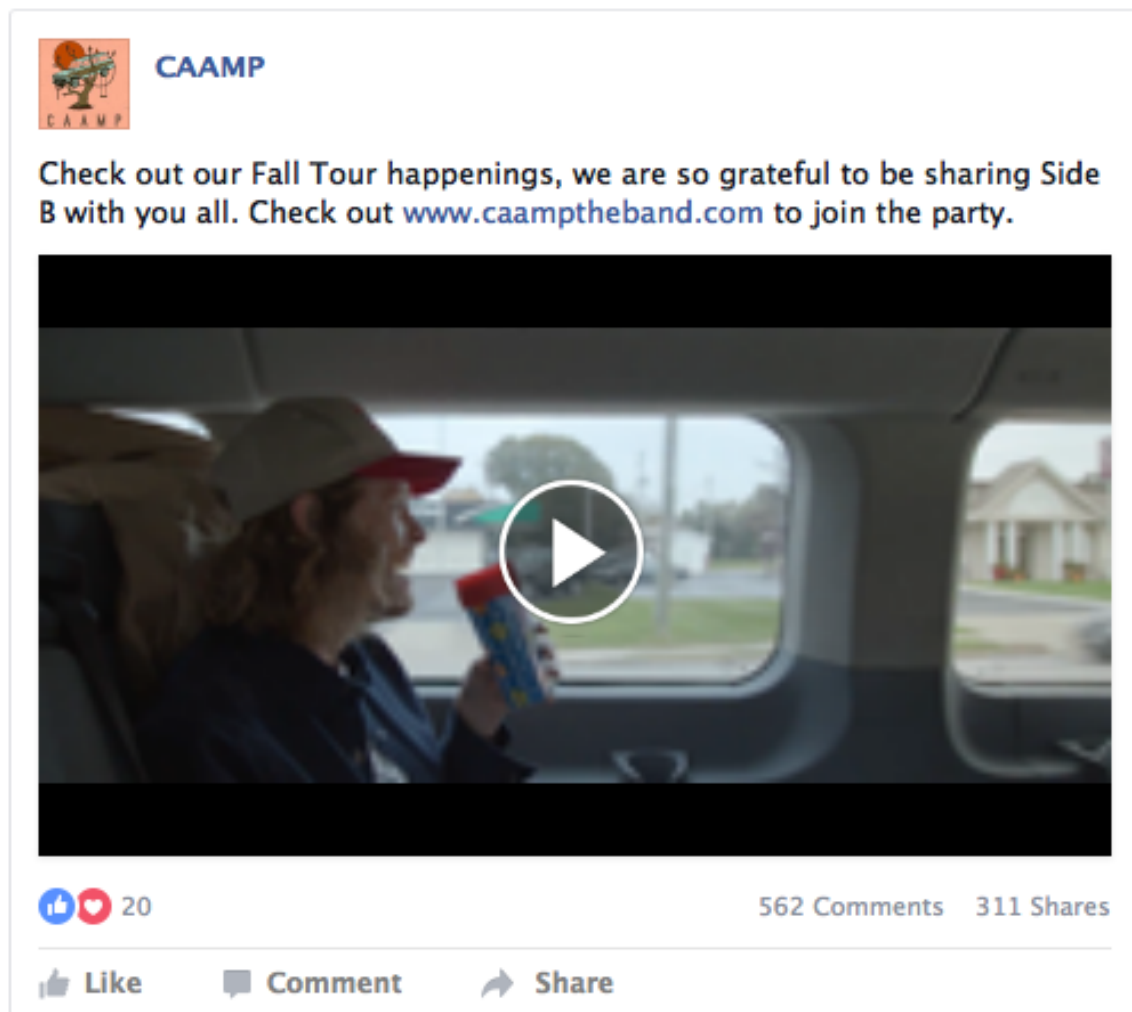 CAAMP
CAAMP
Check out our Fall Tour happenings, we are so grateful to be sharing Side
B with you all. Check out www.caamptheband.com to join the party.
20
562 Comments 311 Shares
Like Comment Share